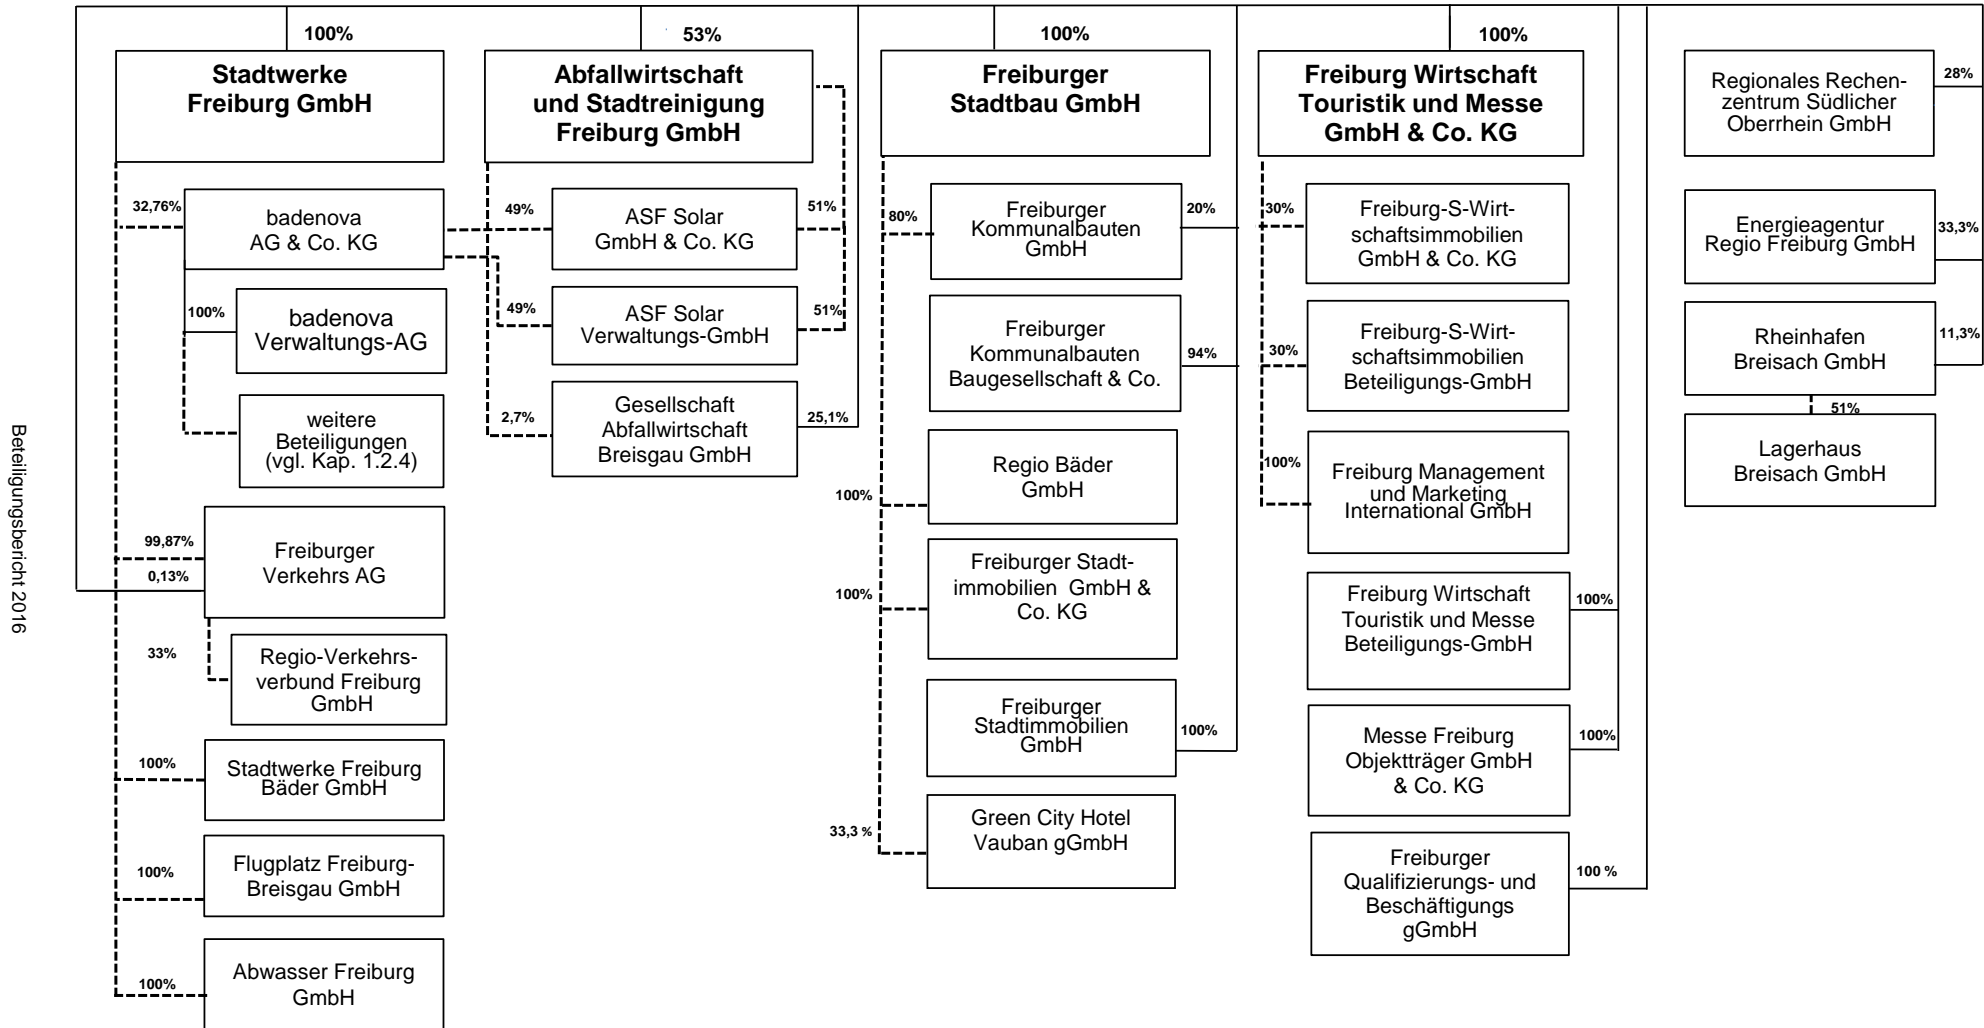 100%
53%
100%
100%
Stadtwerke
Freiburg GmbH
Abfallwirtschaft
und Stadtreinigung
Freiburg GmbH
Freiburger
Stadtbau GmbH
Freiburg Wirtschaft
Touristik und Messe
GmbH & Co. KG
Regionales Rechen-
zentrum Südlicher
Oberrhein GmbH
28%
32,76%
badenova
AG & Co. KG
100%
badenova
Verwaltungs-AG
weitere
Beteiligungen
(vgl. Kap. 1.2.4)
99,87%
0,13%
Freiburger
Verkehrs AG
33%
Regio-Verkehrs-
verbund Freiburg
GmbH
100%
Stadtwerke Freiburg
Bäder GmbH
100%
Flugplatz Freiburg-
Breisgau GmbH
100%
Abwasser Freiburg
GmbH
49%
ASF Solar
GmbH & Co. KG
51%
49%
ASF Solar
Verwaltungs-GmbH
51%
2,7%
Gesellschaft
Abfallwirtschaft
Breisgau GmbH
25,1%
80%
Freiburger
Kommunalbauten
GmbH
20%
Freiburger
Kommunalbauten
Baugesellschaft & Co.
94%
100%
Regio Bäder
GmbH
100%
Freiburger Stadt-
immobilien GmbH &
Co. KG
Freiburger
Stadtimmobilien
GmbH
100%
33,3 %
Green City Hotel
Vauban gGmbH
30%
Freiburg-S-Wirt-
schaftsimmobilien
GmbH & Co. KG
30%
Freiburg-S-Wirt-
schaftsimmobilien
Beteiligungs-GmbH
100%
Freiburg Management
und Marketing
International GmbH
Freiburg Wirtschaft
Touristik und Messe
Beteiligungs-GmbH
100%
Messe Freiburg
Objektträger GmbH
& Co. KG
100%
Freiburger
Qualifizierungs- und
Beschäftigungs
gGmbH
100 %
Energieagentur
Regio Freiburg GmbH
33,3%
Rheinhafen
Breisach GmbH
11,3%
51%
Lagerhaus
Breisach GmbH
Beteiligungsbericht 2016